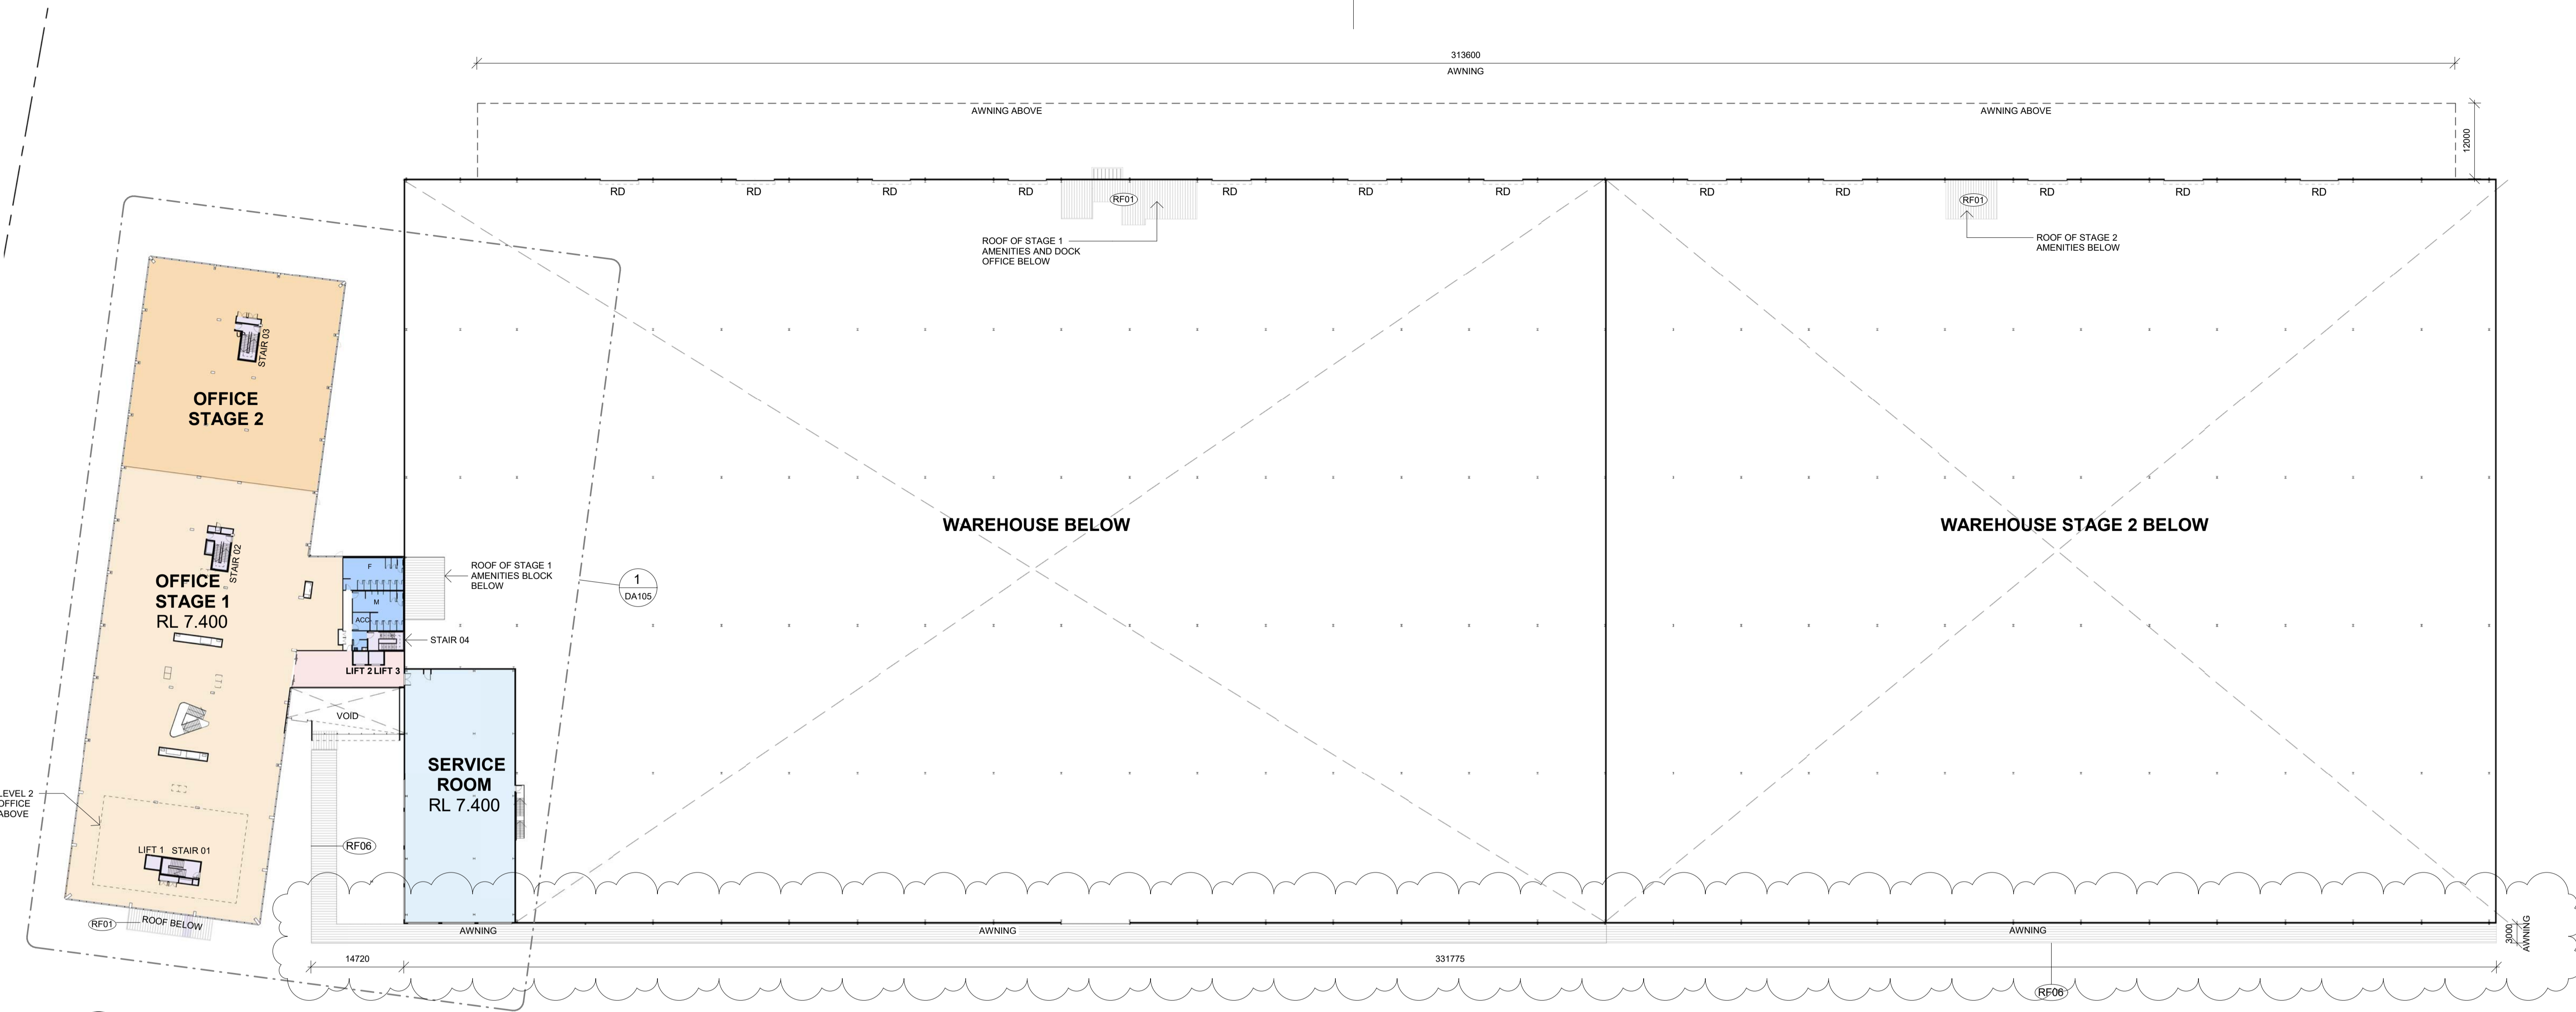 313600
AWNING
AWNING ABOVE
AWNING ABOVE
12000
RD
RD
RD
RD
RD
RD
RD
RD
RD
RD
RD
RD
RF01
RF01
ROOF OF STAGE 1
AMENITIES AND DOCK
OFFICE BELOW
ROOF OF STAGE 2
AMENITIES BELOW
STAIR 03
OFFICE
STAGE 2
WAREHOUSE BELOW
WAREHOUSE STAGE 2 BELOW
STAIR 02
OFFICE
STAGE 1
RL 7.400
F
M
ACC
ROOF OF STAGE 1
AMENITIES BLOCK
BELOW
1
DA105
STAIR 04
LIFT 2
LIFT 3
VOID
SERVICE
ROOM
RL 7.400
LEVEL 2
OFFICE
ABOVE
LIFT 1
STAIR 01
RF06
RF01
ROOF BELOW
AWNING
AWNING
AWNING
3000
AWNING
14720
331775
RF06